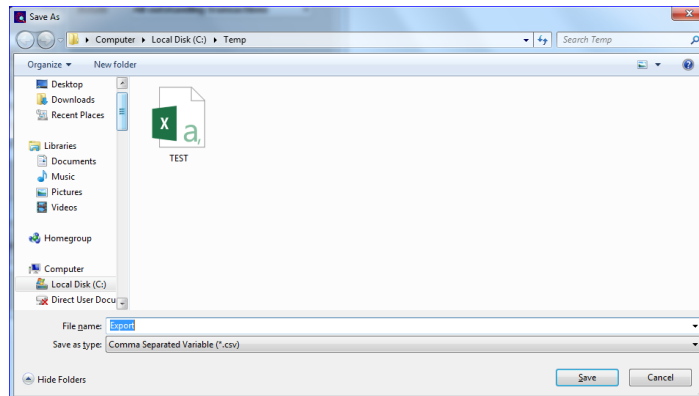 Save As
Computer Local Disk (C:) Temp
Search Temp
Organize New folder
Desktop
Downloads
Recent Places
Libraries
Documents
Music
Pictures
Videos
Homegroup
Computer
Local Disk (C:)
Direct User Docu
TEST
File name: Export
Save as type: Comma Separated Variable (*.csv)
Hide Folders
Save
Cancel